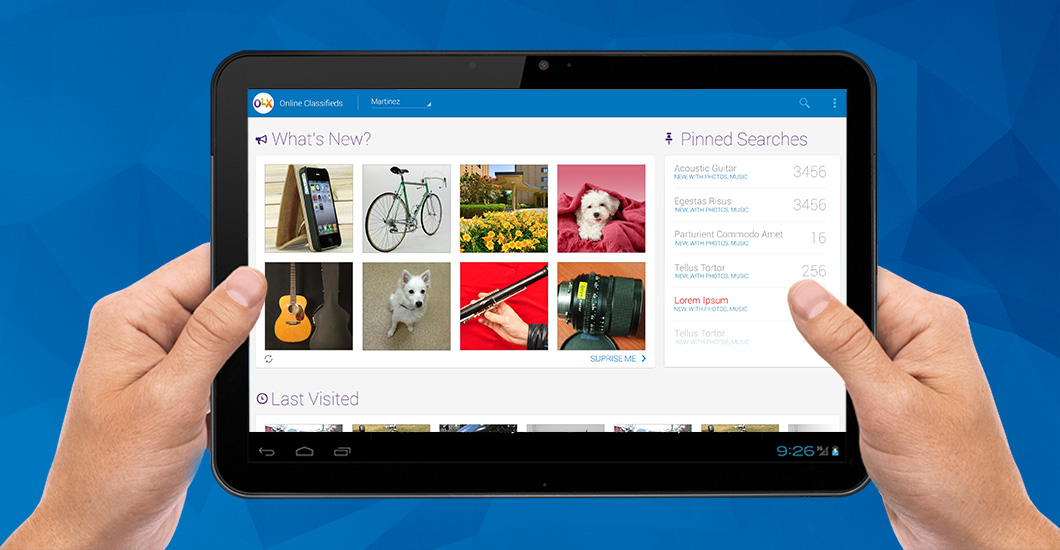 OLX Online Classifieds Martinez
What's New?
SUPRISE ME
Pinned Searches
Acoustic Guitar
NEW, WITH PHOTOS, MUSIC
3456
Egestas Risus
NEW, WITH PHOTOS, MUSIC
3456
Parturient Commodo Amet
NEW, WITH PHOTOS, MUSIC
16
Tellus Tortor
NEW, WITH PHOTOS, MUSIC
256
Lorem Ipsum
NEW, WITH PHOTOS, MUSIC
Tellus Tortor
NEW, WITH PHOTOS, MUSIC
Last Visited
9:26